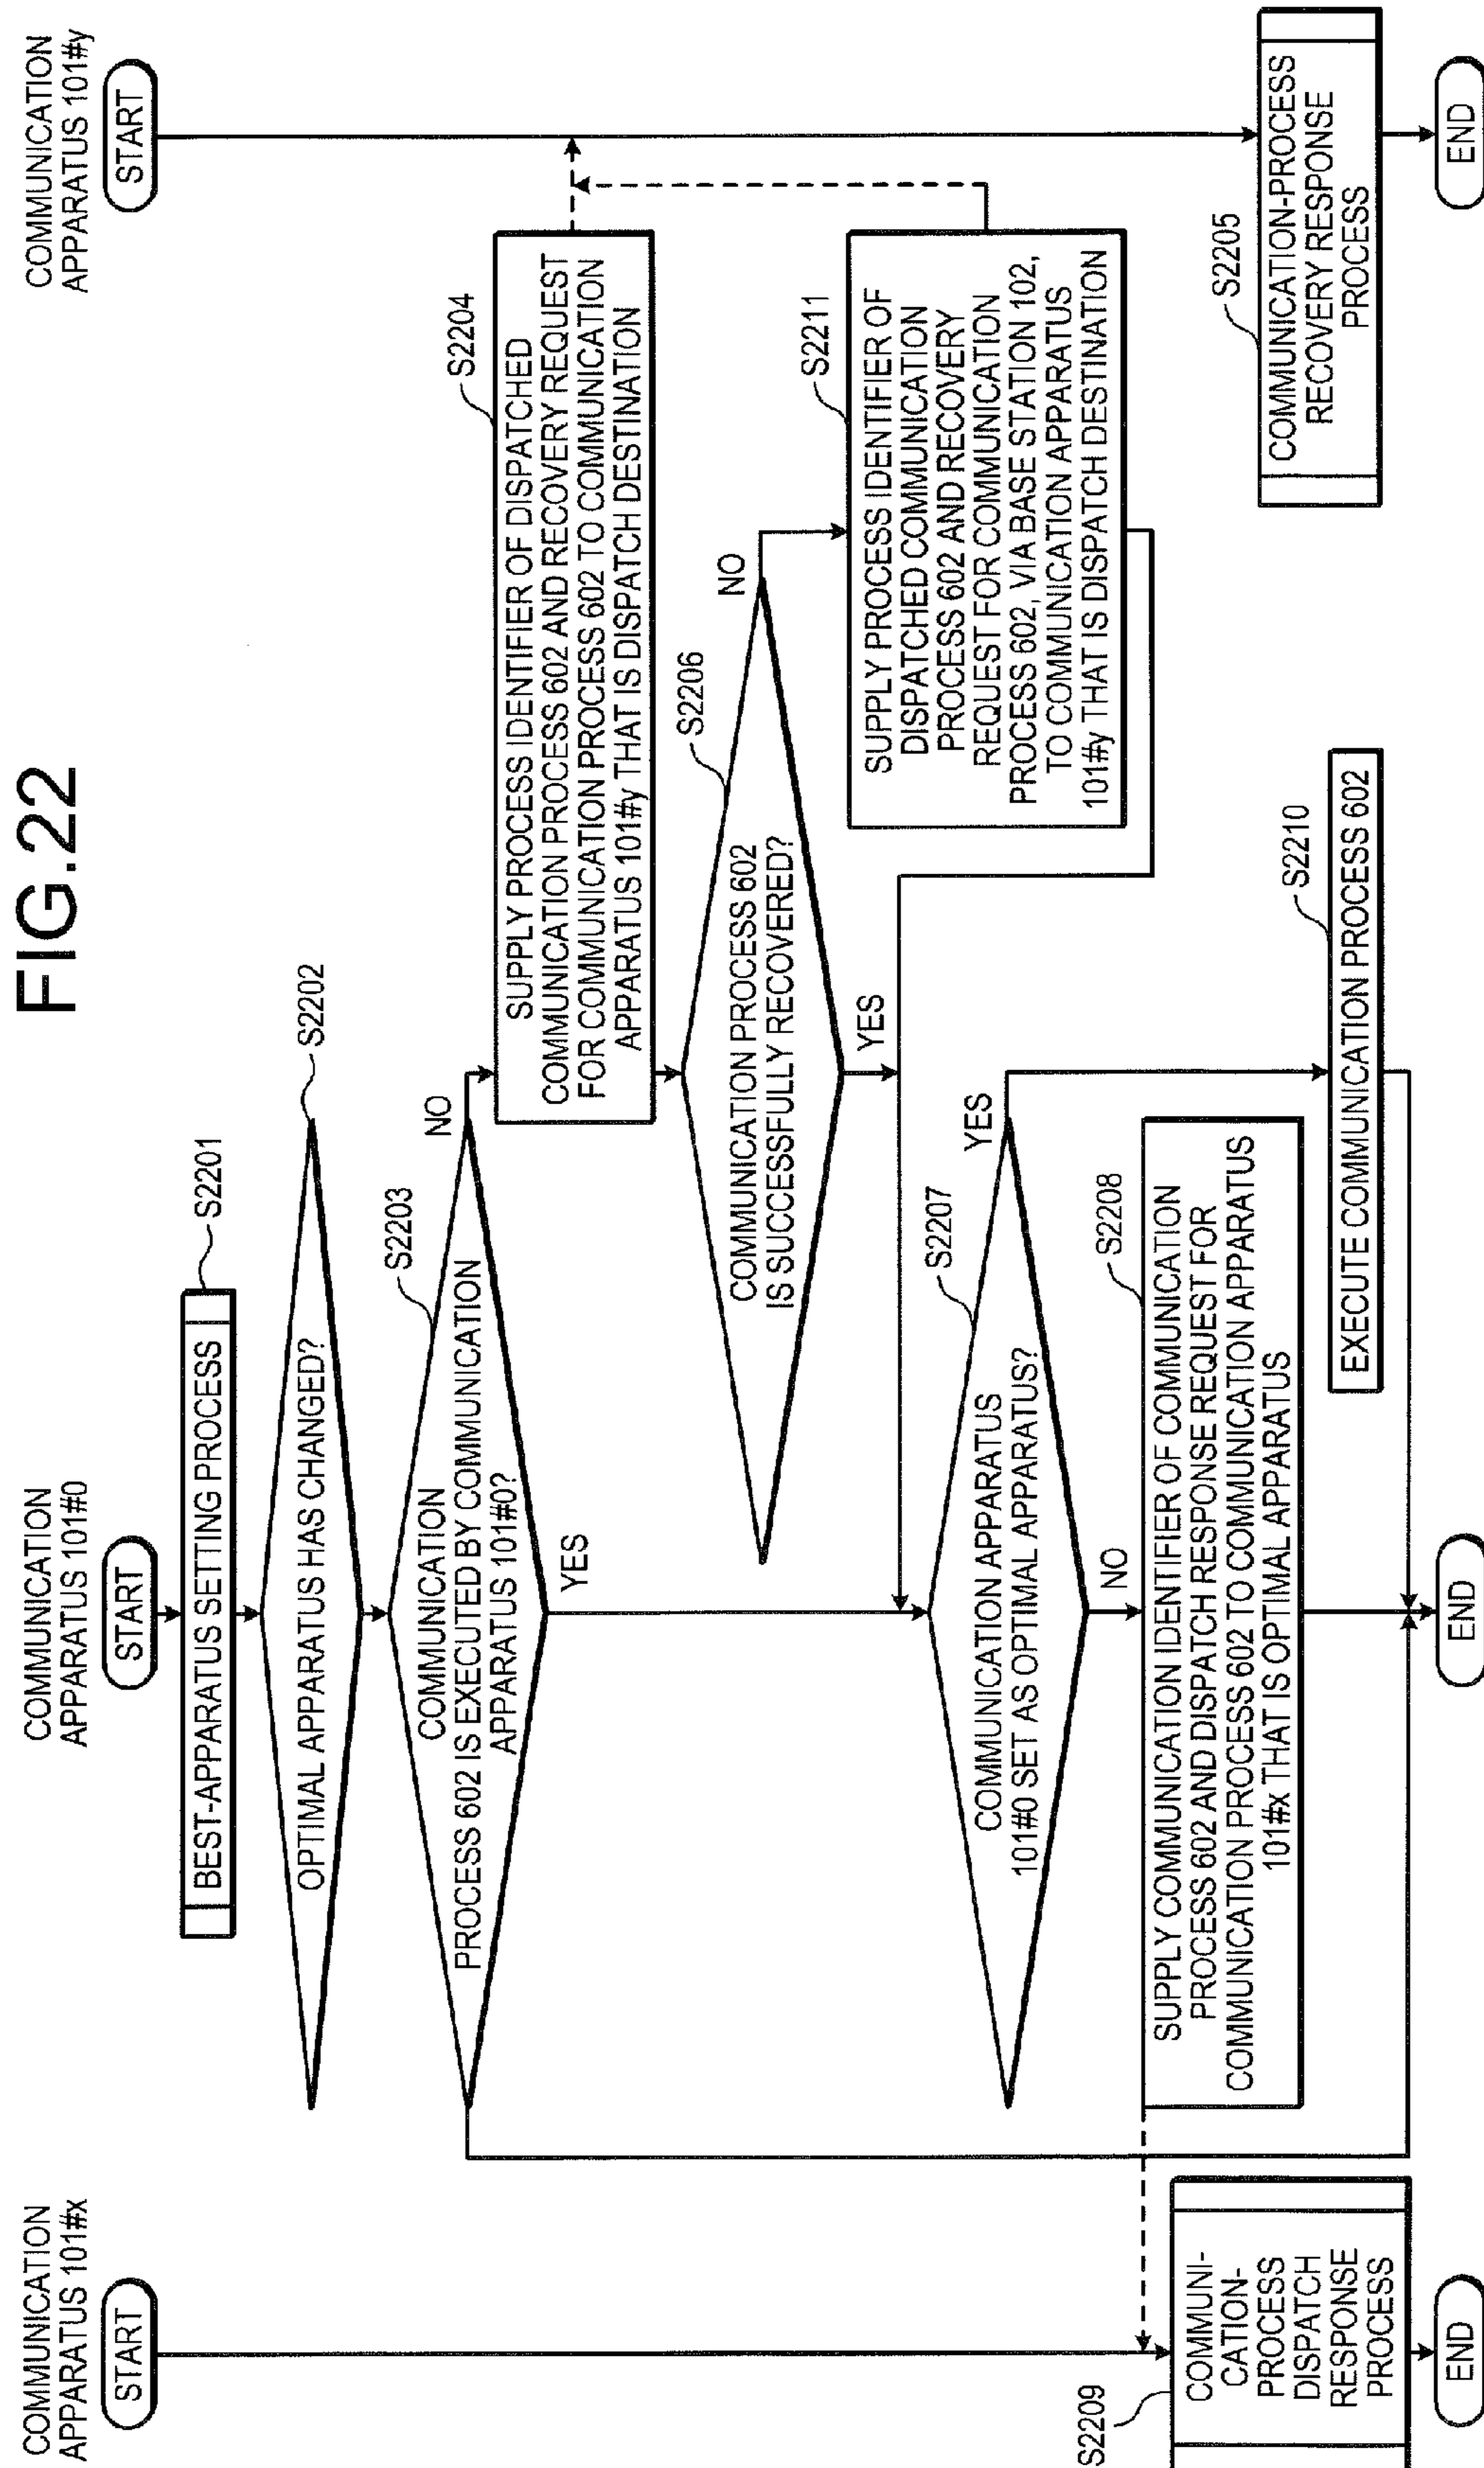 FIG.22
COMMUNICATION
APPARATUS 101#x
START
S2209
COMMUNI-
CATION-
PROCESS
DISPATCH
RESPONSE
PROCESS
END
COMMUNICATION
APPARATUS 101#0
START
BEST-APPARATUS SETTING PROCESS
S2201
OPTIMAL APPARATUS HAS CHANGED?
S2202
COMMUNICATION
PROCESS 602 IS EXECUTED BY COMMUNICATION
APPARATUS 101#0?
S2203
NO
YES
SUPPLY PROCESS IDENTIFIER OF DISPATCHED
COMMUNICATION PROCESS 602 AND RECOVERY REQUEST
FOR COMMUNICATION PROCESS 602 TO COMMUNICATION
APPARATUS 101#y THAT IS DISPATCH DESTINATION
S2204
COMMUNICATION PROCESS 602
IS SUCCESSFULLY RECOVERED?
S2206
NO
YES
SUPPLY PROCESS IDENTIFIER OF
DISPATCHED COMMUNICATION
PROCESS 602 AND RECOVERY
REQUEST FOR COMMUNICATION
PROCESS 602, VIA BASE STATION 102,
TO COMMUNICATION APPARATUS
101#y THAT IS DISPATCH DESTINATION
S2211
COMMUNICATION APPARATUS
101#0 SET AS OPTIMAL APPARATUS?
S2207
YES
NO
SUPPLY COMMUNICATION IDENTIFIER OF COMMUNICATION
PROCESS 602 AND DISPATCH RESPONSE REQUEST FOR
COMMUNICATION PROCESS 602 TO COMMUNICATION APPARATUS
101#x THAT IS OPTIMAL APPARATUS
S2208
EXECUTE COMMUNICATION PROCESS 602
S2210
END
COMMUNICATION
APPARATUS 101#y
START
COMMUNICATION-PROCESS
RECOVERY RESPONSE
PROCESS
S2205
END